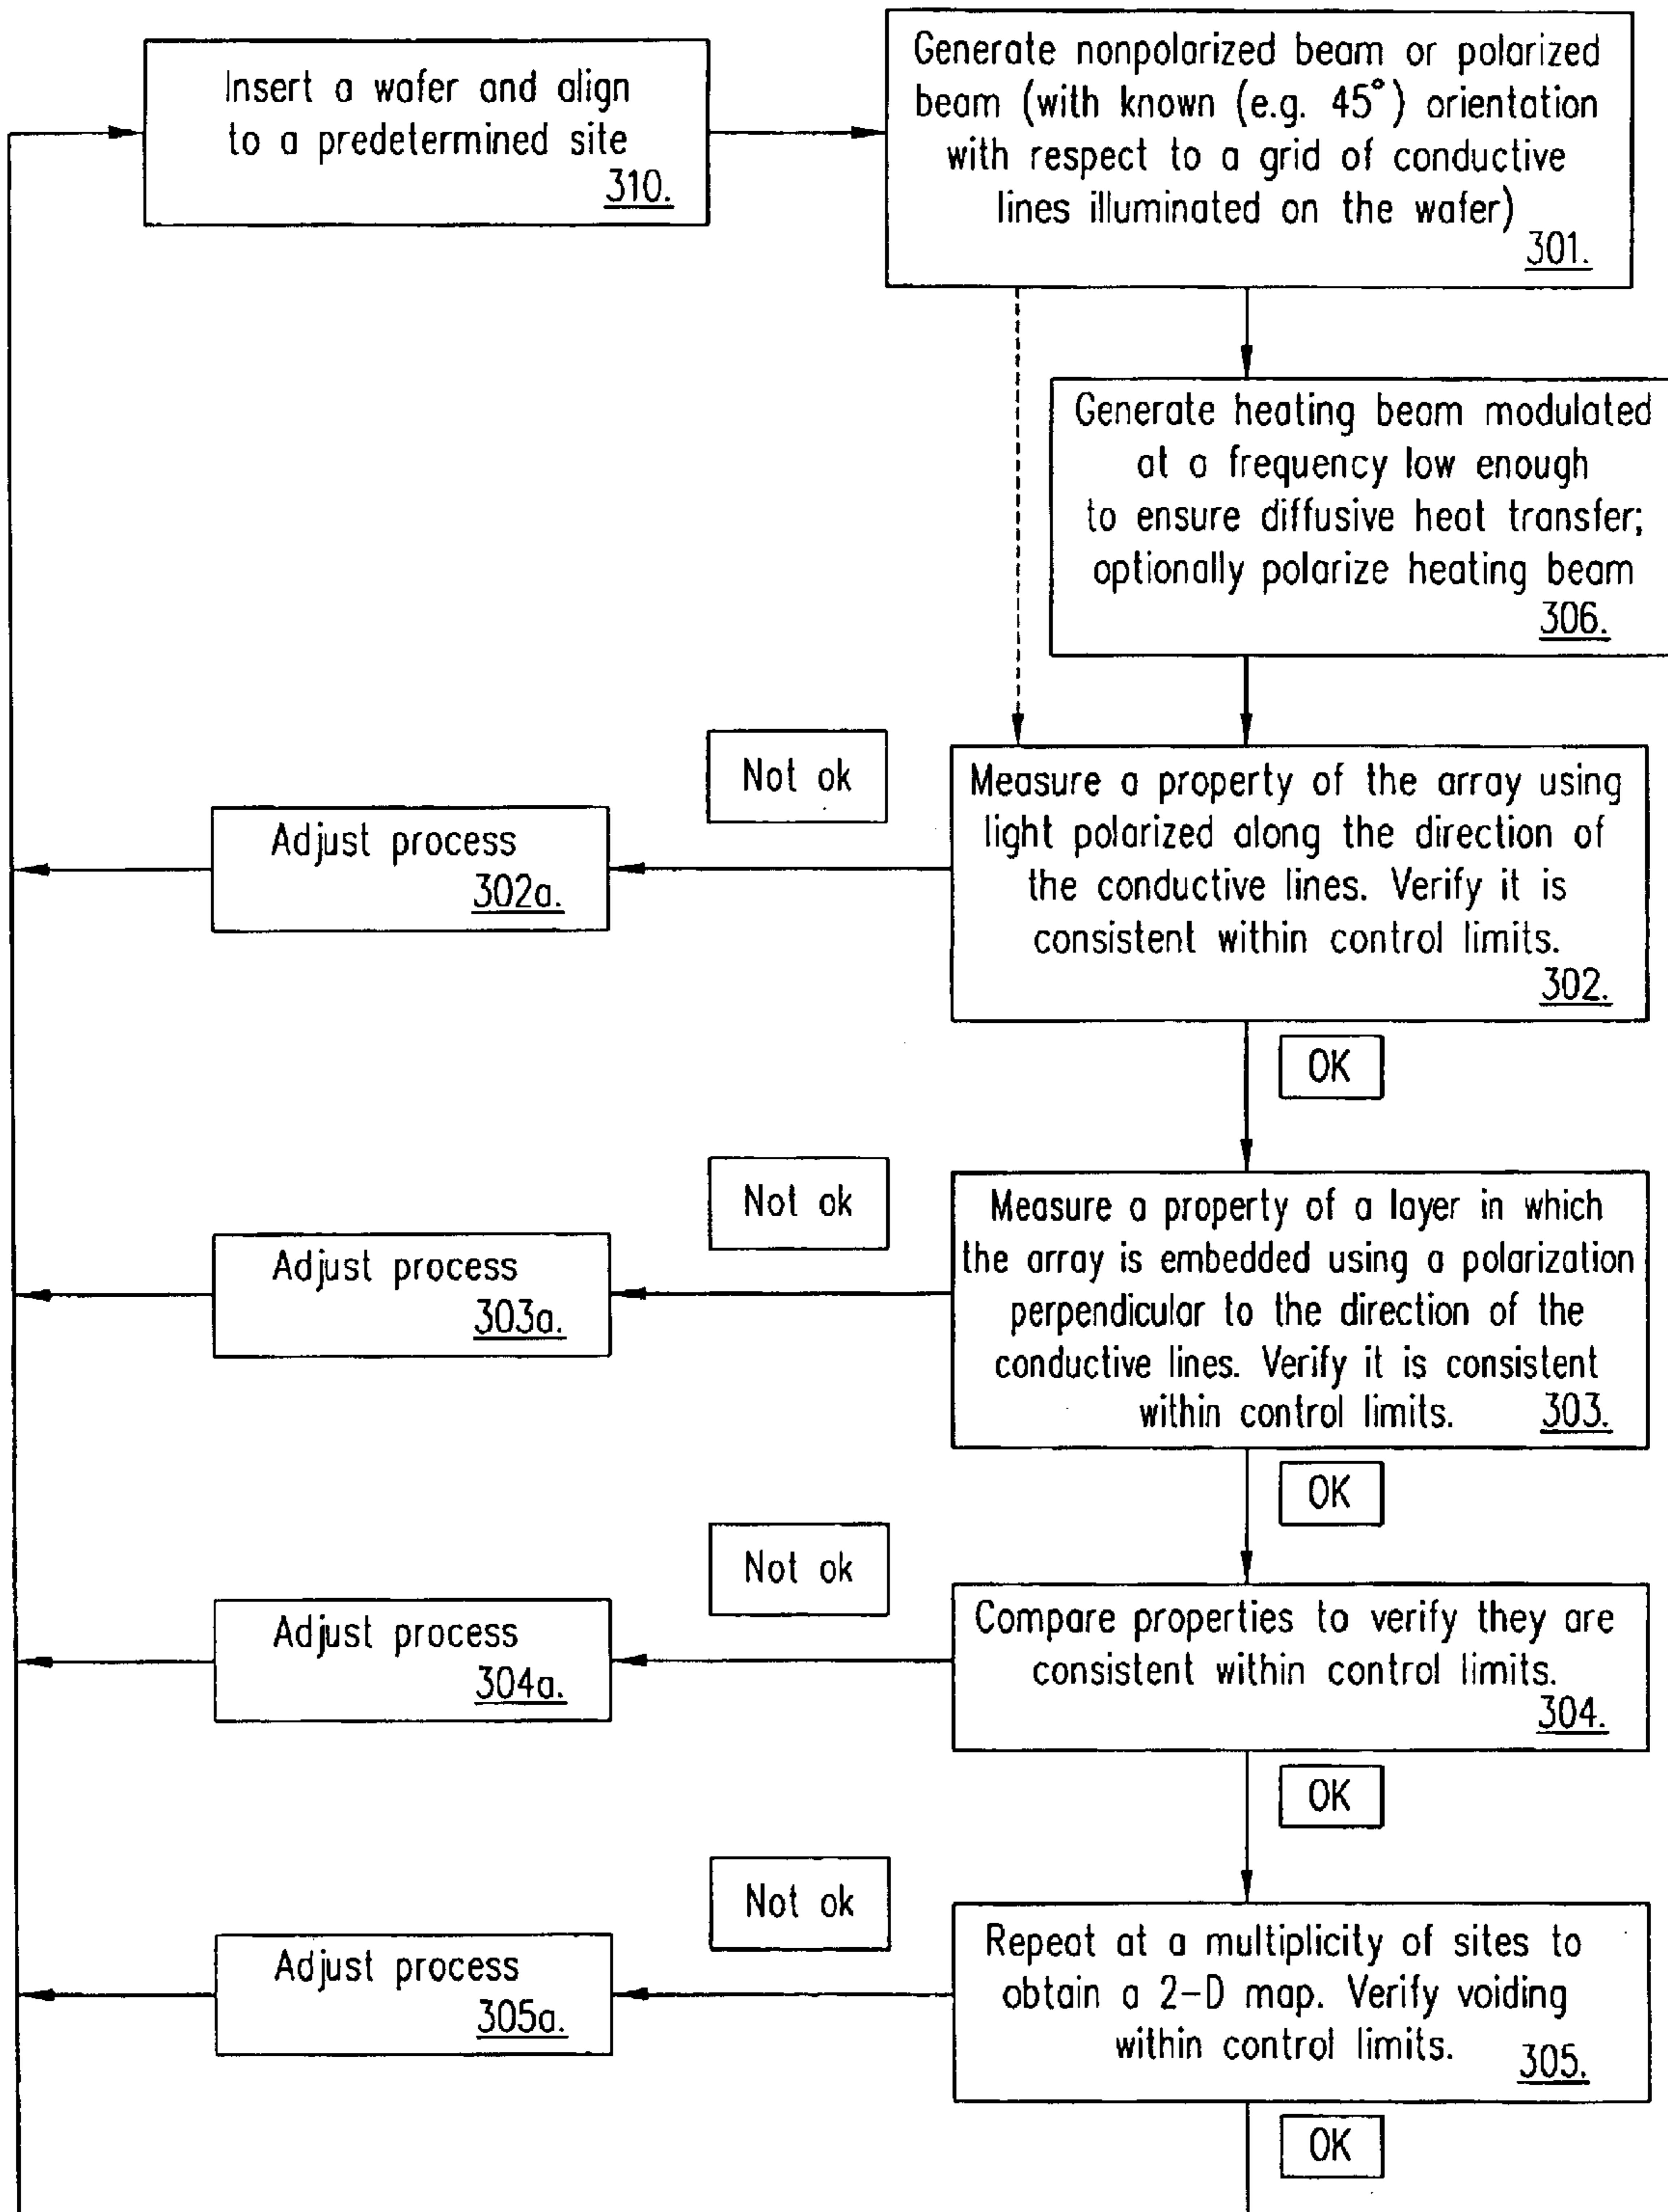 Insert a wafer and align
to a predetermined site
310.
Generate nonpolarized beam or polarized
beam (with known (e.g. 45°) orientation
with respect to a grid of conductive
lines illuminated on the wafer)
301.
Generate heating beam modulated
at a frequency low enough
to ensure diffusive heat transfer;
optionally polarize heating beam
306.
Not ok
Measure a property of the array using
light polarized along the direction of
the conductive lines. Verify it is
consistent within control limits.
302.
Adjust process
302a.
OK
Not ok
Measure a property of a layer in which
the array is embedded using a polarization
perpendicular to the direction of the
conductive lines. Verify it is consistent
within control limits. 303.
Adjust process
303a.
OK
Not ok
Compare properties to verify they are
consistent within control limits.
304.
Adjust process
304a.
OK
Not ok
Repeat at a multiplicity of sites to
obtain a 2-D map. Verify voiding
within control limits. 305.
Adjust process
305a.
OK